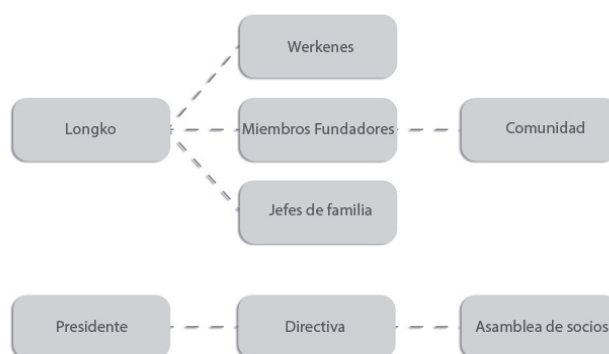 Werkenes
Longko
Miembros Fundadores
Comunidad
Jefes de familia
Presidente
Directiva
Asamblea de socios